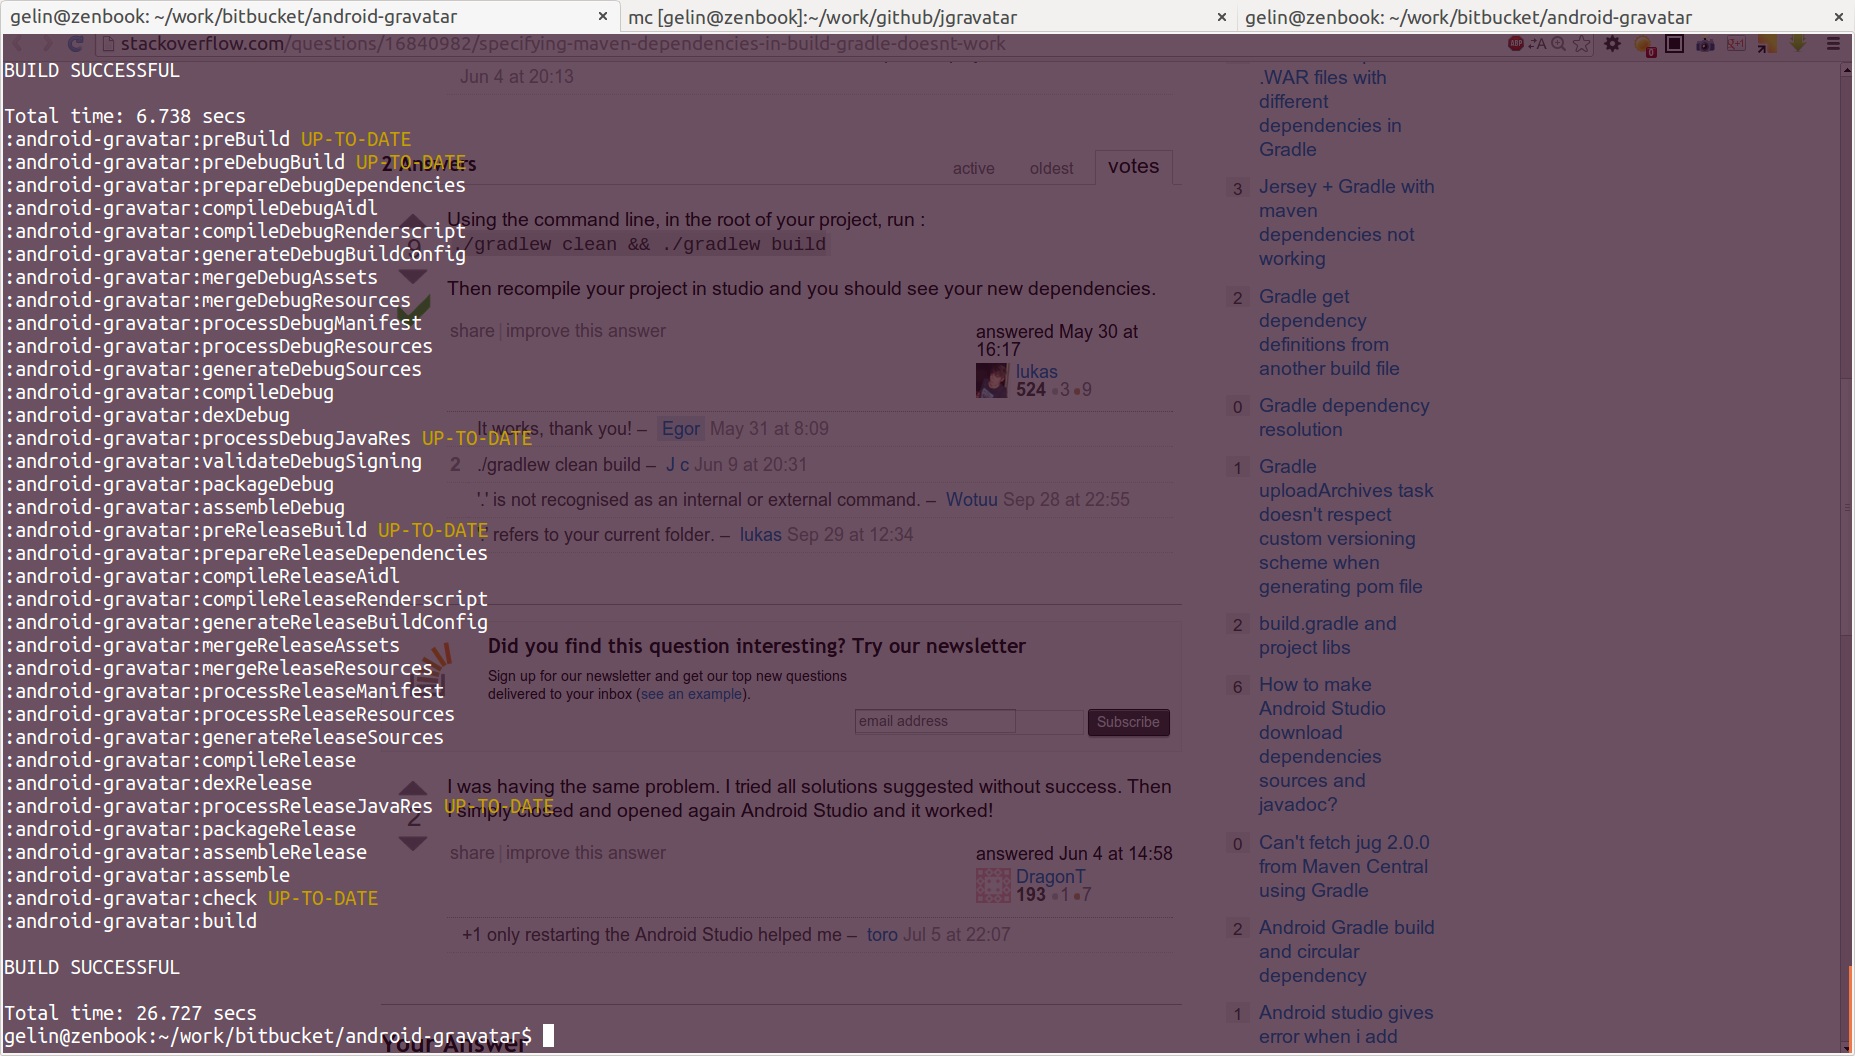 gelin@zenbook: ~/work/bitbucket/android-gravatar ×
mc [gelin@zenbook]:~/work/github/jgravatar ×
gelin@zenbook: ~/work/bitbucket/android-gravatar ×
stackoverflow.com/questions/16840982/specifying-maven-dependencies-in-build-gradle-doesnt-work
BUILD SUCCESSFUL
Total time: 6.738 secs
:android-gravatar:preBuild UP-TO-DATE
:android-gravatar:preDebugBuild UP-TO-DATE
:android-gravatar:prepareDebugDependencies
:android-gravatar:compileDebugAidl
:android-gravatar:compileDebugRenderscript
:android-gravatar:generateDebugBuildConfig
:android-gravatar:mergeDebugAssets
:android-gravatar:mergeDebugResources
:android-gravatar:processDebugManifest
:android-gravatar:processDebugResources
:android-gravatar:generateDebugSources
:android-gravatar:compileDebug
:android-gravatar:dexDebug
:android-gravatar:processDebugJavaRes UP-TO-DATE
:android-gravatar:validateDebugSigning
:android-gravatar:packageDebug
:android-gravatar:assembleDebug
:android-gravatar:preReleaseBuild UP-TO-DATE
:android-gravatar:prepareReleaseDependencies
:android-gravatar:compileReleaseAidl
:android-gravatar:compileReleaseRenderscript
:android-gravatar:generateReleaseBuildConfig
:android-gravatar:mergeReleaseAssets
:android-gravatar:mergeReleaseResources
:android-gravatar:processReleaseManifest
:android-gravatar:processReleaseResources
:android-gravatar:generateReleaseSources
:android-gravatar:compileRelease
:android-gravatar:dexRelease
:android-gravatar:processReleaseJavaRes UP-TO-DATE
:android-gravatar:packageRelease
:android-gravatar:assembleRelease
:android-gravatar:assemble
:android-gravatar:check UP-TO-DATE
:android-gravatar:build
BUILD SUCCESSFUL
Total time: 26.727 secs
gelin@zenbook:~/work/bitbucket/android-gravatar$
Jun 4 at 20:13
2 Answers
active oldest votes
9
Using the command line, in the root of your project, run :
./gradlew clean && ./gradlew build
Then recompile your project in studio and you should see your new dependencies.
share | improve this answer
answered May 30 at
16:17
lukas
524 ●3 ●9
It works, thank you! – Egor May 31 at 8:09
2 ./gradlew clean build – J c Jun 9 at 20:31
'.' is not recognised as an internal or external command. – Wotuu Sep 28 at 22:55
'.' refers to your current folder. – lukas Sep 29 at 12:34
Did you find this question interesting? Try our newsletter
Sign up for our newsletter and get our top new questions
delivered to your inbox (see an example).
email address Subscribe
2
I was having the same problem. I tried all solutions suggested without success. Then
I simply closed and opened again Android Studio and it worked!
share | improve this answer
answered Jun 4 at 14:58
DragonT
193 ●1 ●7
+1 only restarting the Android Studio helped me – toro Jul 5 at 22:07
Your Answer
.WAR files with
different
dependencies in
Gradle
3 Jersey + Gradle with
maven
dependencies not
working
2 Gradle get
dependency
definitions from
another build file
0 Gradle dependency
resolution
1 Gradle
uploadArchives task
doesn't respect
custom versioning
scheme when
generating pom file
2 build.gradle and
project libs
6 How to make
Android Studio
download
dependencies
sources and
javadoc?
0 Can't fetch jug 2.0.0
from Maven Central
using Gradle
2 Android Gradle build
and circular
dependency
1 Android studio gives
error when i add